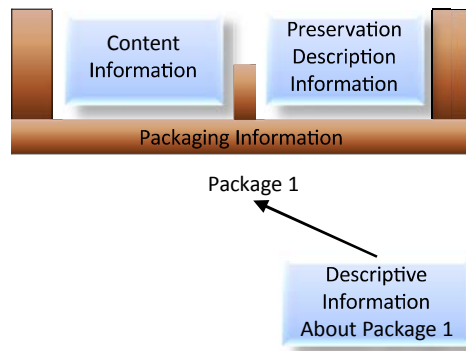 Content
Information
Preservation
Description
Information
Packaging Information
Package 1
Descriptive
Information
About Package 1